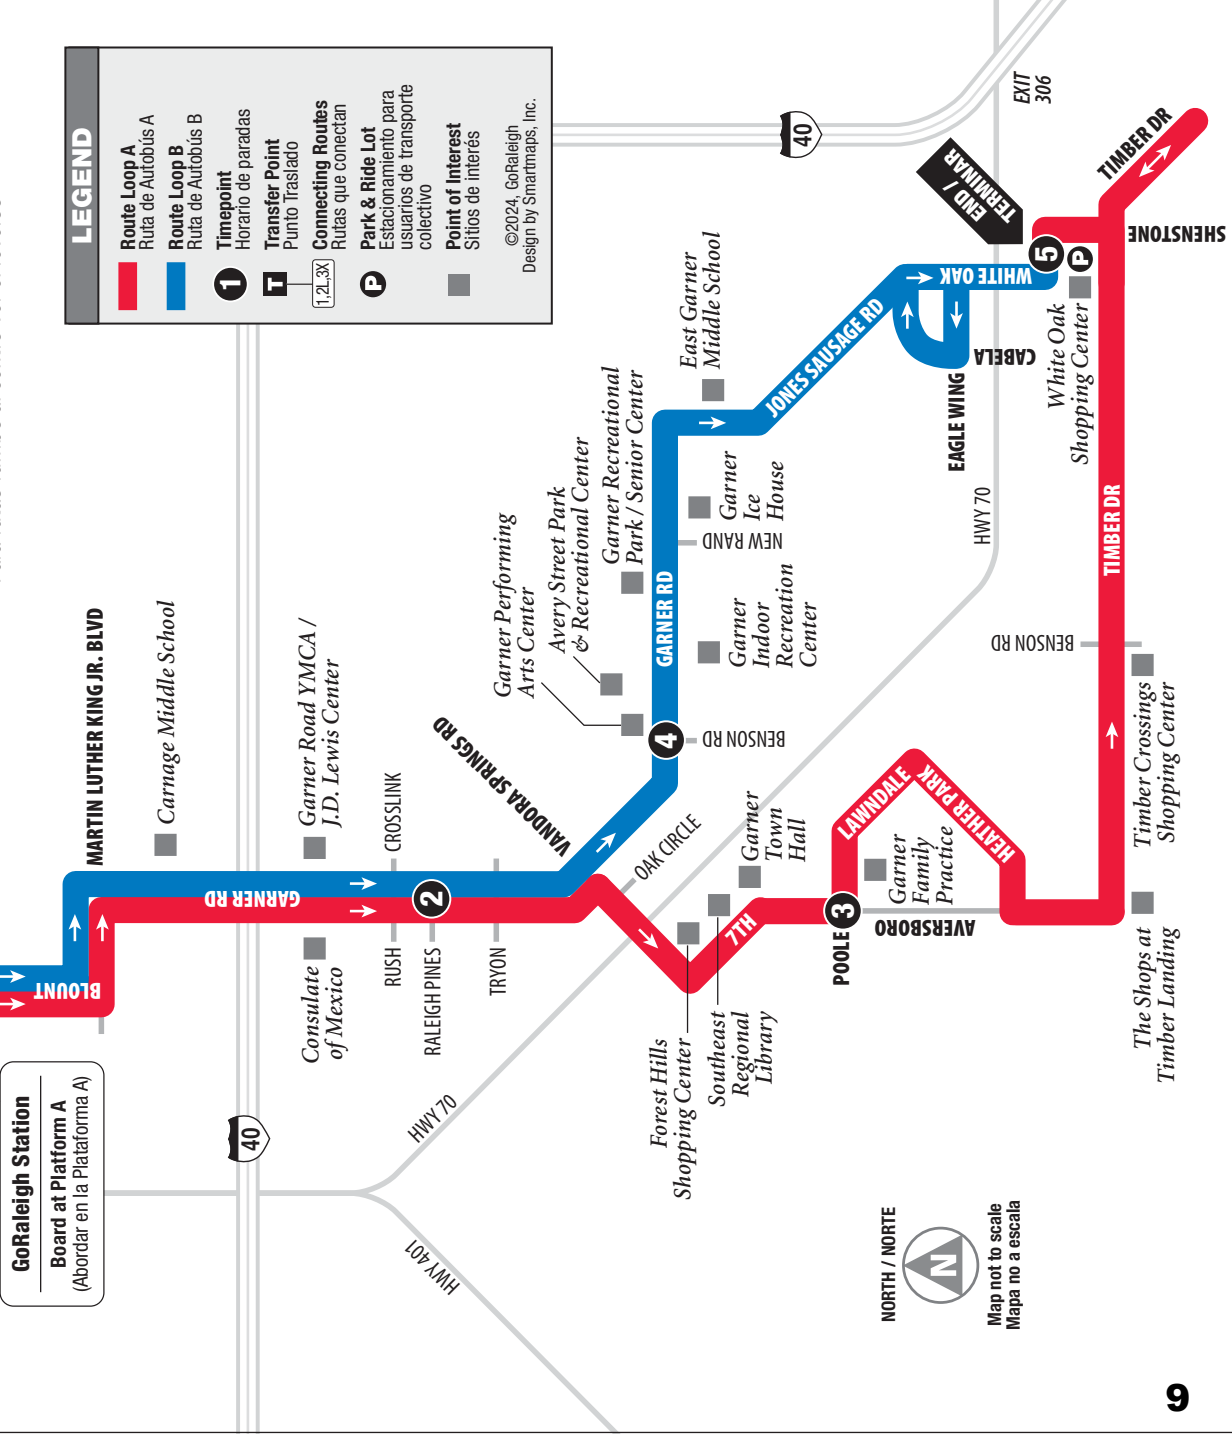 GoRaleigh Station
Board at Platform A
(Abordar en la Plataforma A)
LEGEND
Route Loop A
Ruta de Autobús A
Route Loop B
Ruta de Autobús B
1
Timepoint
Horario de paradas
T
Transfer Point
Punto Traslado
1,2L,3X
Connecting Routes
Rutas que conectan
P
Park & Ride Lot
Estacionamiento para
usuarios de transporte
colectivo
Point of Interest
Sitios de interés
©2024, GoRaleigh
Design by Smartmaps, Inc.
BLOUNT
MARTIN LUTHER KING JR. BLVD
Carnage Middle School
GARNER RD
40
Garner Road YMCA /
J.D. Lewis Center
Consulate
of Mexico
RUSH
CROSSLINK
2
RALEIGH PINES
TRYON
HWY 70
HWY 401
VANDORA SPRINGS RD
OAK CIRCLE
Garner Performing
Arts Center
Avery Street Park
& Recreational Center
Garner Recreational
Park / Senior Center
GARNER RD
4
BENSON RD
Garner
Indoor
Recreation
Center
NEW RAND
Garner
Ice
House
East Garner
Middle School
JONES SAUSAGE RD
40
EXIT
306
HWY 70
EAGLE WING
CABELA
WHITE OAK
END /
TERMINAR
5
P
White Oak
Shopping Center
SHENSTONE
TIMBER DR
TIMBER DR
BENSON RD
Timber Crossings
Shopping Center
The Shops at
Timber Landing
Forest Hills
Shopping Center
Southeast
Regional
Library
7TH
Garner
Town
Hall
POOLE
3
LAWNDALE
HEATHER PARK
Garner
Family
Practice
AVERSBORO
NORTH / NORTE
N
Map not to scale
Mapa no a escala
9